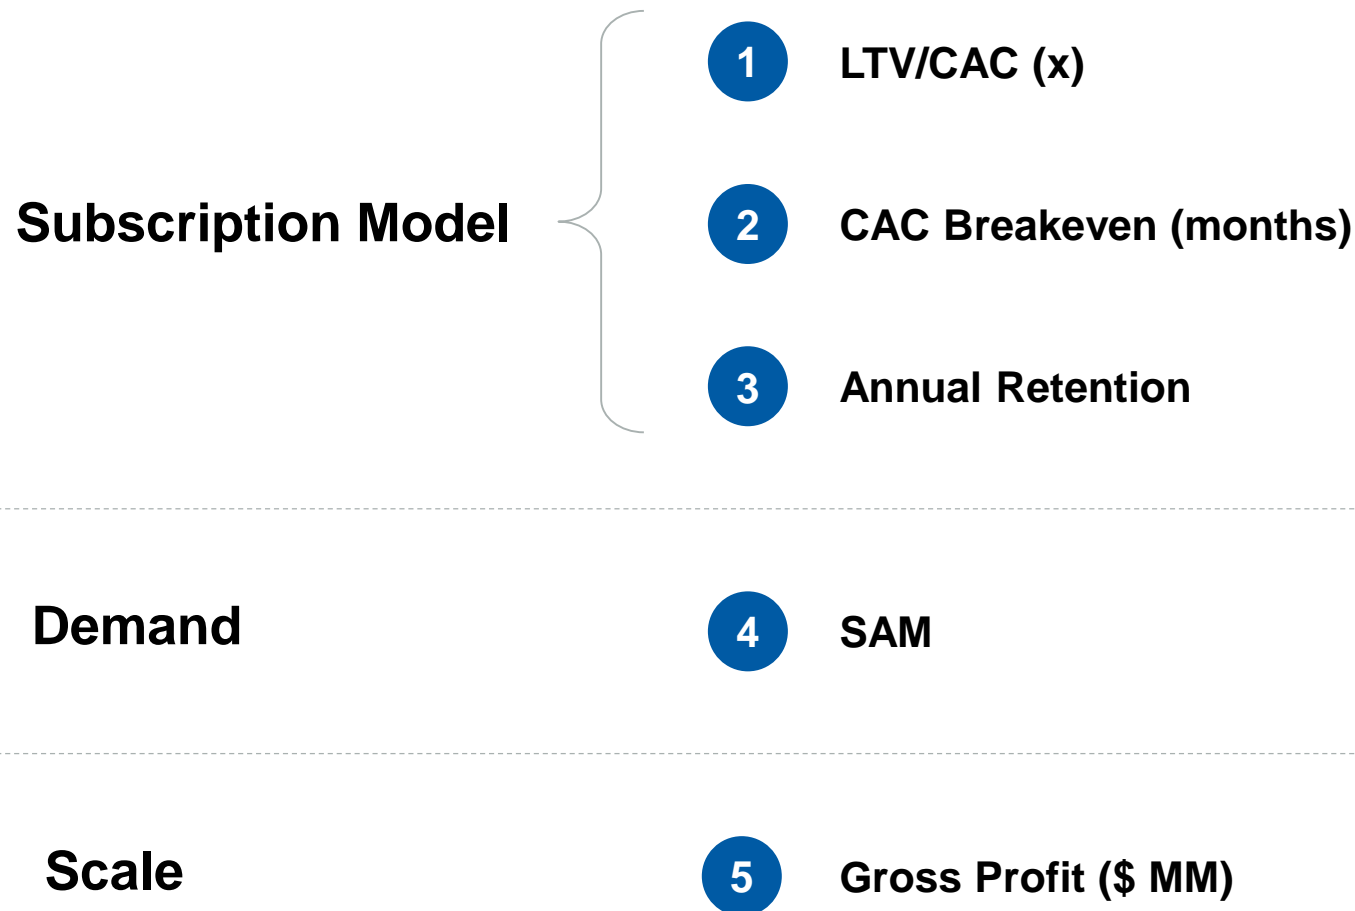 1 LTV/CAC (x)
Subscription Model
2 CAC Breakeven (months)
3 Annual Retention
Demand
4 SAM
Scale
5 Gross Profit ($ MM)